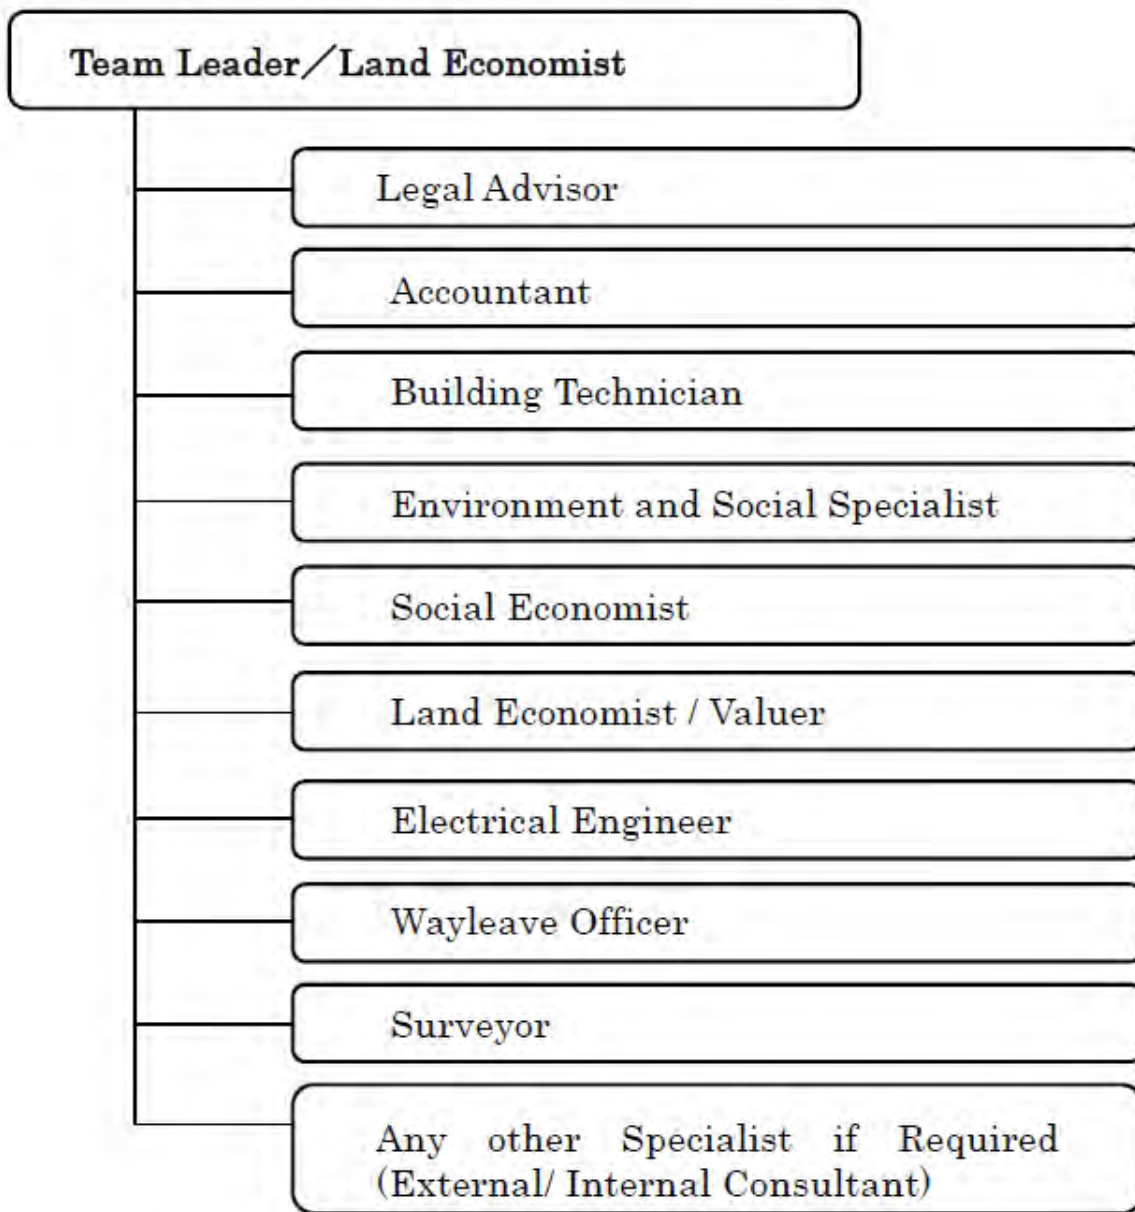 Team Leader／Land Economist
Legal Advisor
Accountant
Building Technician
Environment and Social Specialist
Social Economist
Land Economist / Valuer
Electrical Engineer
Wayleave Officer
Surveyor
Any other Specialist if Required
(External/ Internal Consultant)